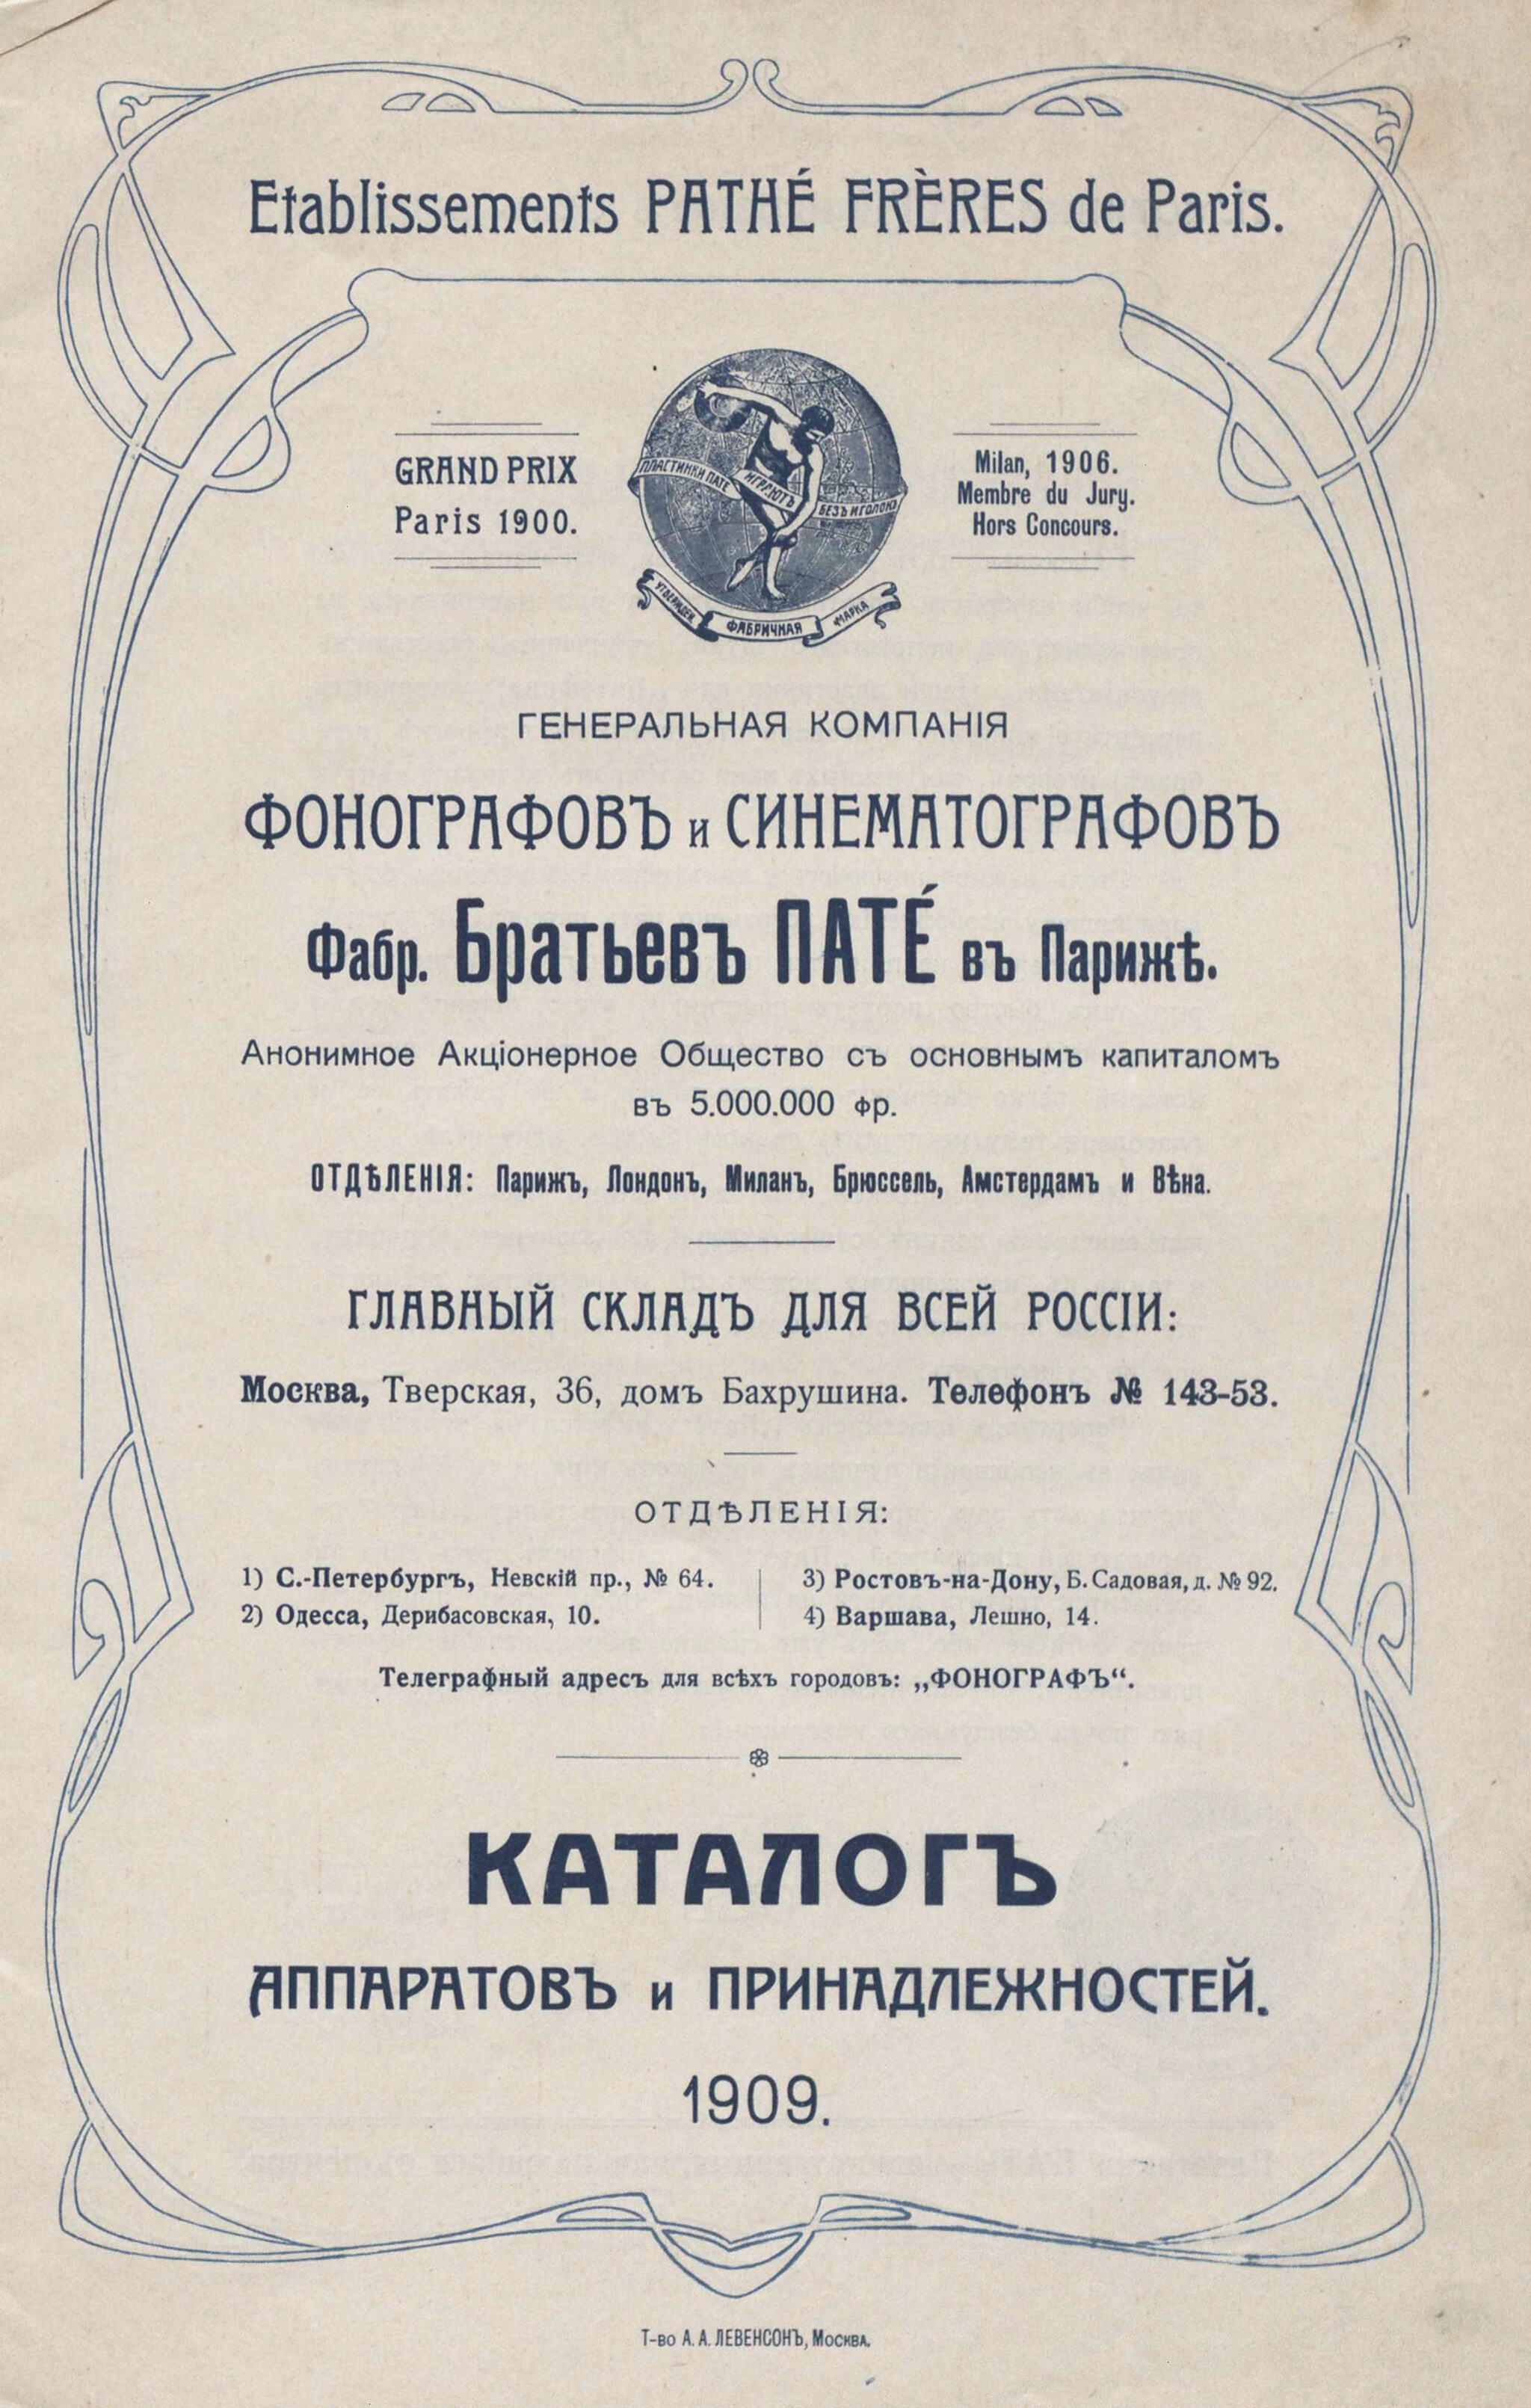 Etablissements PATHÉ FRÈRES de Paris.
GRAND PRIX
Paris 1900.
ПЛАСТИНКИ ПАТЕ ИГРАЮТЪ БЕЗЪ ИГОЛОКЪ
УТВЕРЖДЕН. ФАБРИЧНАЯ МАРКА
Milan, 1906.
Membre du Jury.
Hors Concours.
ГЕНЕРАЛЬНАЯ КОМПАНІЯ
ФОНОГРАФОВЪ и СИНЕМАТОГРАФОВЪ
Фабр. Братьевъ ПАТÉ въ Парижѣ.
Анонимное Акціонерное Общество съ основнымъ капиталомъ
въ 5.000.000 фр.
ОТДѢЛЕНІЯ: Парижъ, Лондонъ, Миланъ, Брюссель, Амстердамъ и Вѣна.
ГЛАВНЫЙ СКЛАДЪ ДЛЯ ВСЕЙ РОССІИ:
Москва, Тверская, 36, домъ Бахрушина. Телефонъ № 143-53.
ОТДѢЛЕНІЯ:
1) С.-Петербургъ, Невскій пр., № 64.
2) Одесса, Дерибасовская, 10.
3) Ростовъ-на-Дону, Б. Садовая, д. № 92.
4) Варшава, Лешно, 14.
Телеграфный адресъ для всѣхъ городовъ: „ФОНОГРАФЪ“.
КАТАЛОГЪ
АППАРАТОВЪ и ПРИНАДЛЕЖНОСТЕЙ.
1909.
Т-во А. А. ЛЕВЕНСОНЪ, Москва.